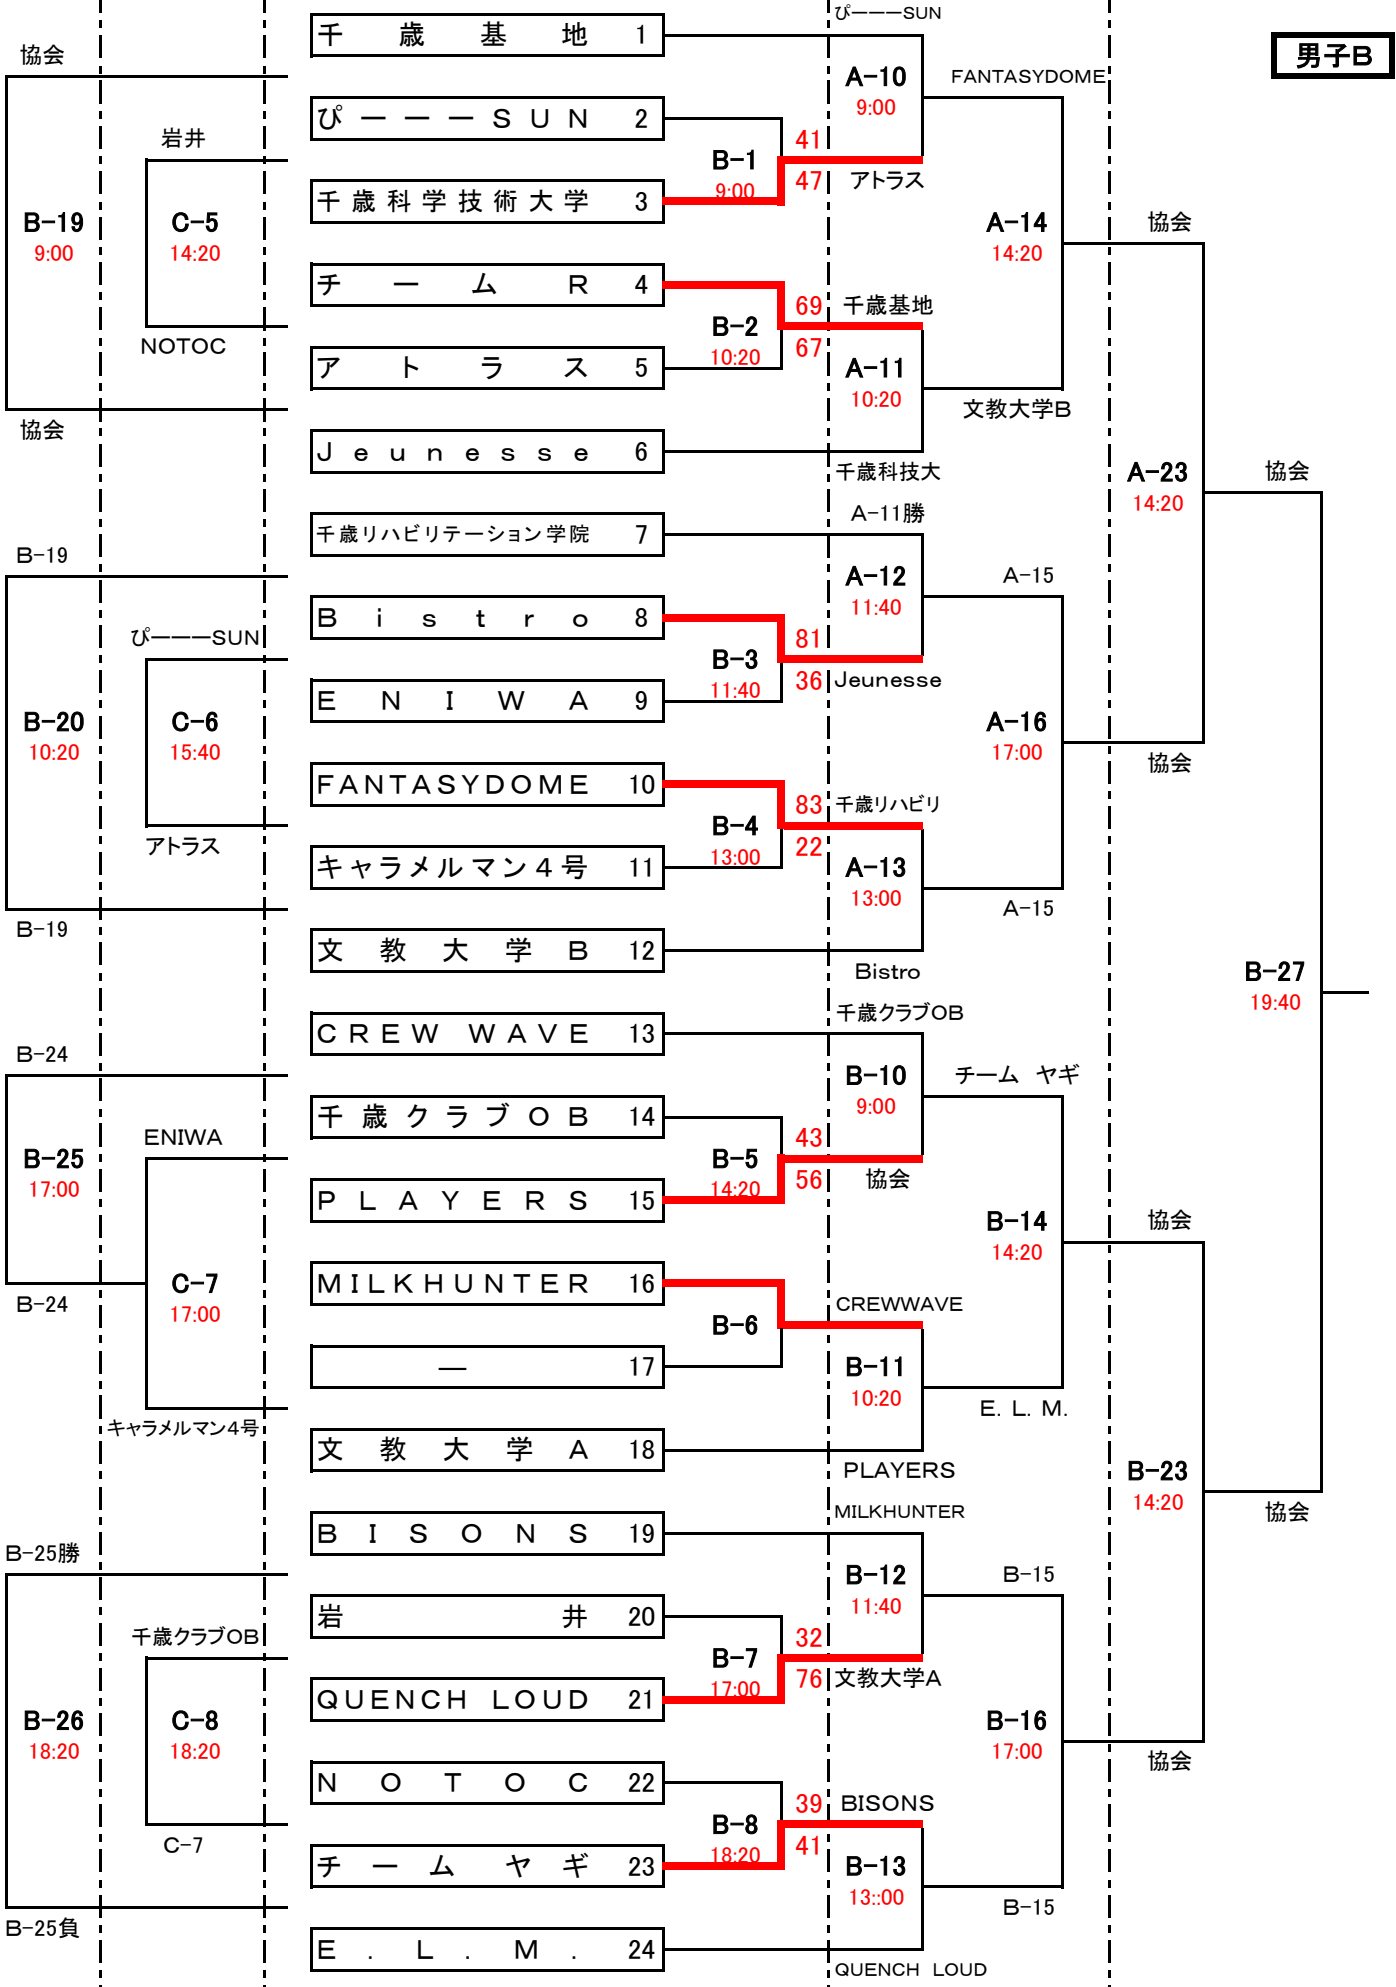 ぴーーーSUN
千歳基地 1
男子B
協会
A-10
FANTASYDOME
9:00
ぴーーーSUN 2
岩井
41
B-1
9:00
47
アトラス
千歳科学技術大学 3
B-19
9:00
C-5
14:20
A-14
14:20
協会
チームR 4
69
千歳基地
B-2
10:20
67
NOTOC
アトラス 5
A-11
10:20
文教大学B
協会
Jeunesse 6
千歳科技大
A-23
14:20
協会
A-11勝
千歳リハビリテーション学院 7
B-19
A-12
11:40
A-15
Bistro 8
ぴーーーSUN
81
B-3
11:40
36
Jeunesse
ENIWA 9
B-20
10:20
C-6
15:40
A-16
17:00
協会
FANTASYDOME 10
83
千歳リハビリ
B-4
13:00
22
アトラス
キャラメルマン4号 11
A-13
13:00
A-15
B-19
文教大学B 12
Bistro
B-27
19:40
千歳クラブOB
CREW WAVE 13
B-24
B-10
9:00
チーム ヤギ
千歳クラブOB 14
ENIWA
43
B-5
14:20
56
協会
B-25
17:00
PLAYERS 15
B-14
14:20
協会
C-7
17:00
MILKHUNTER 16
B-24
CREWWAVE
B-6
— 17
B-11
10:20
E. L. M.
キャラメルマン4号
文教大学A 18
PLAYERS
B-23
14:20
協会
MILKHUNTER
BISONS 19
B-25勝
B-12
11:40
B-15
岩井 20
千歳クラブOB
32
B-7
17:00
76
文教大学A
QUENCH LOUD 21
B-26
18:20
C-8
18:20
B-16
17:00
協会
NOTOC 22
39
BISONS
B-8
18:20
41
C-7
チームヤギ 23
B-13
13::00
B-15
B-25負
E.L.M. 24
QUENCH LOUD